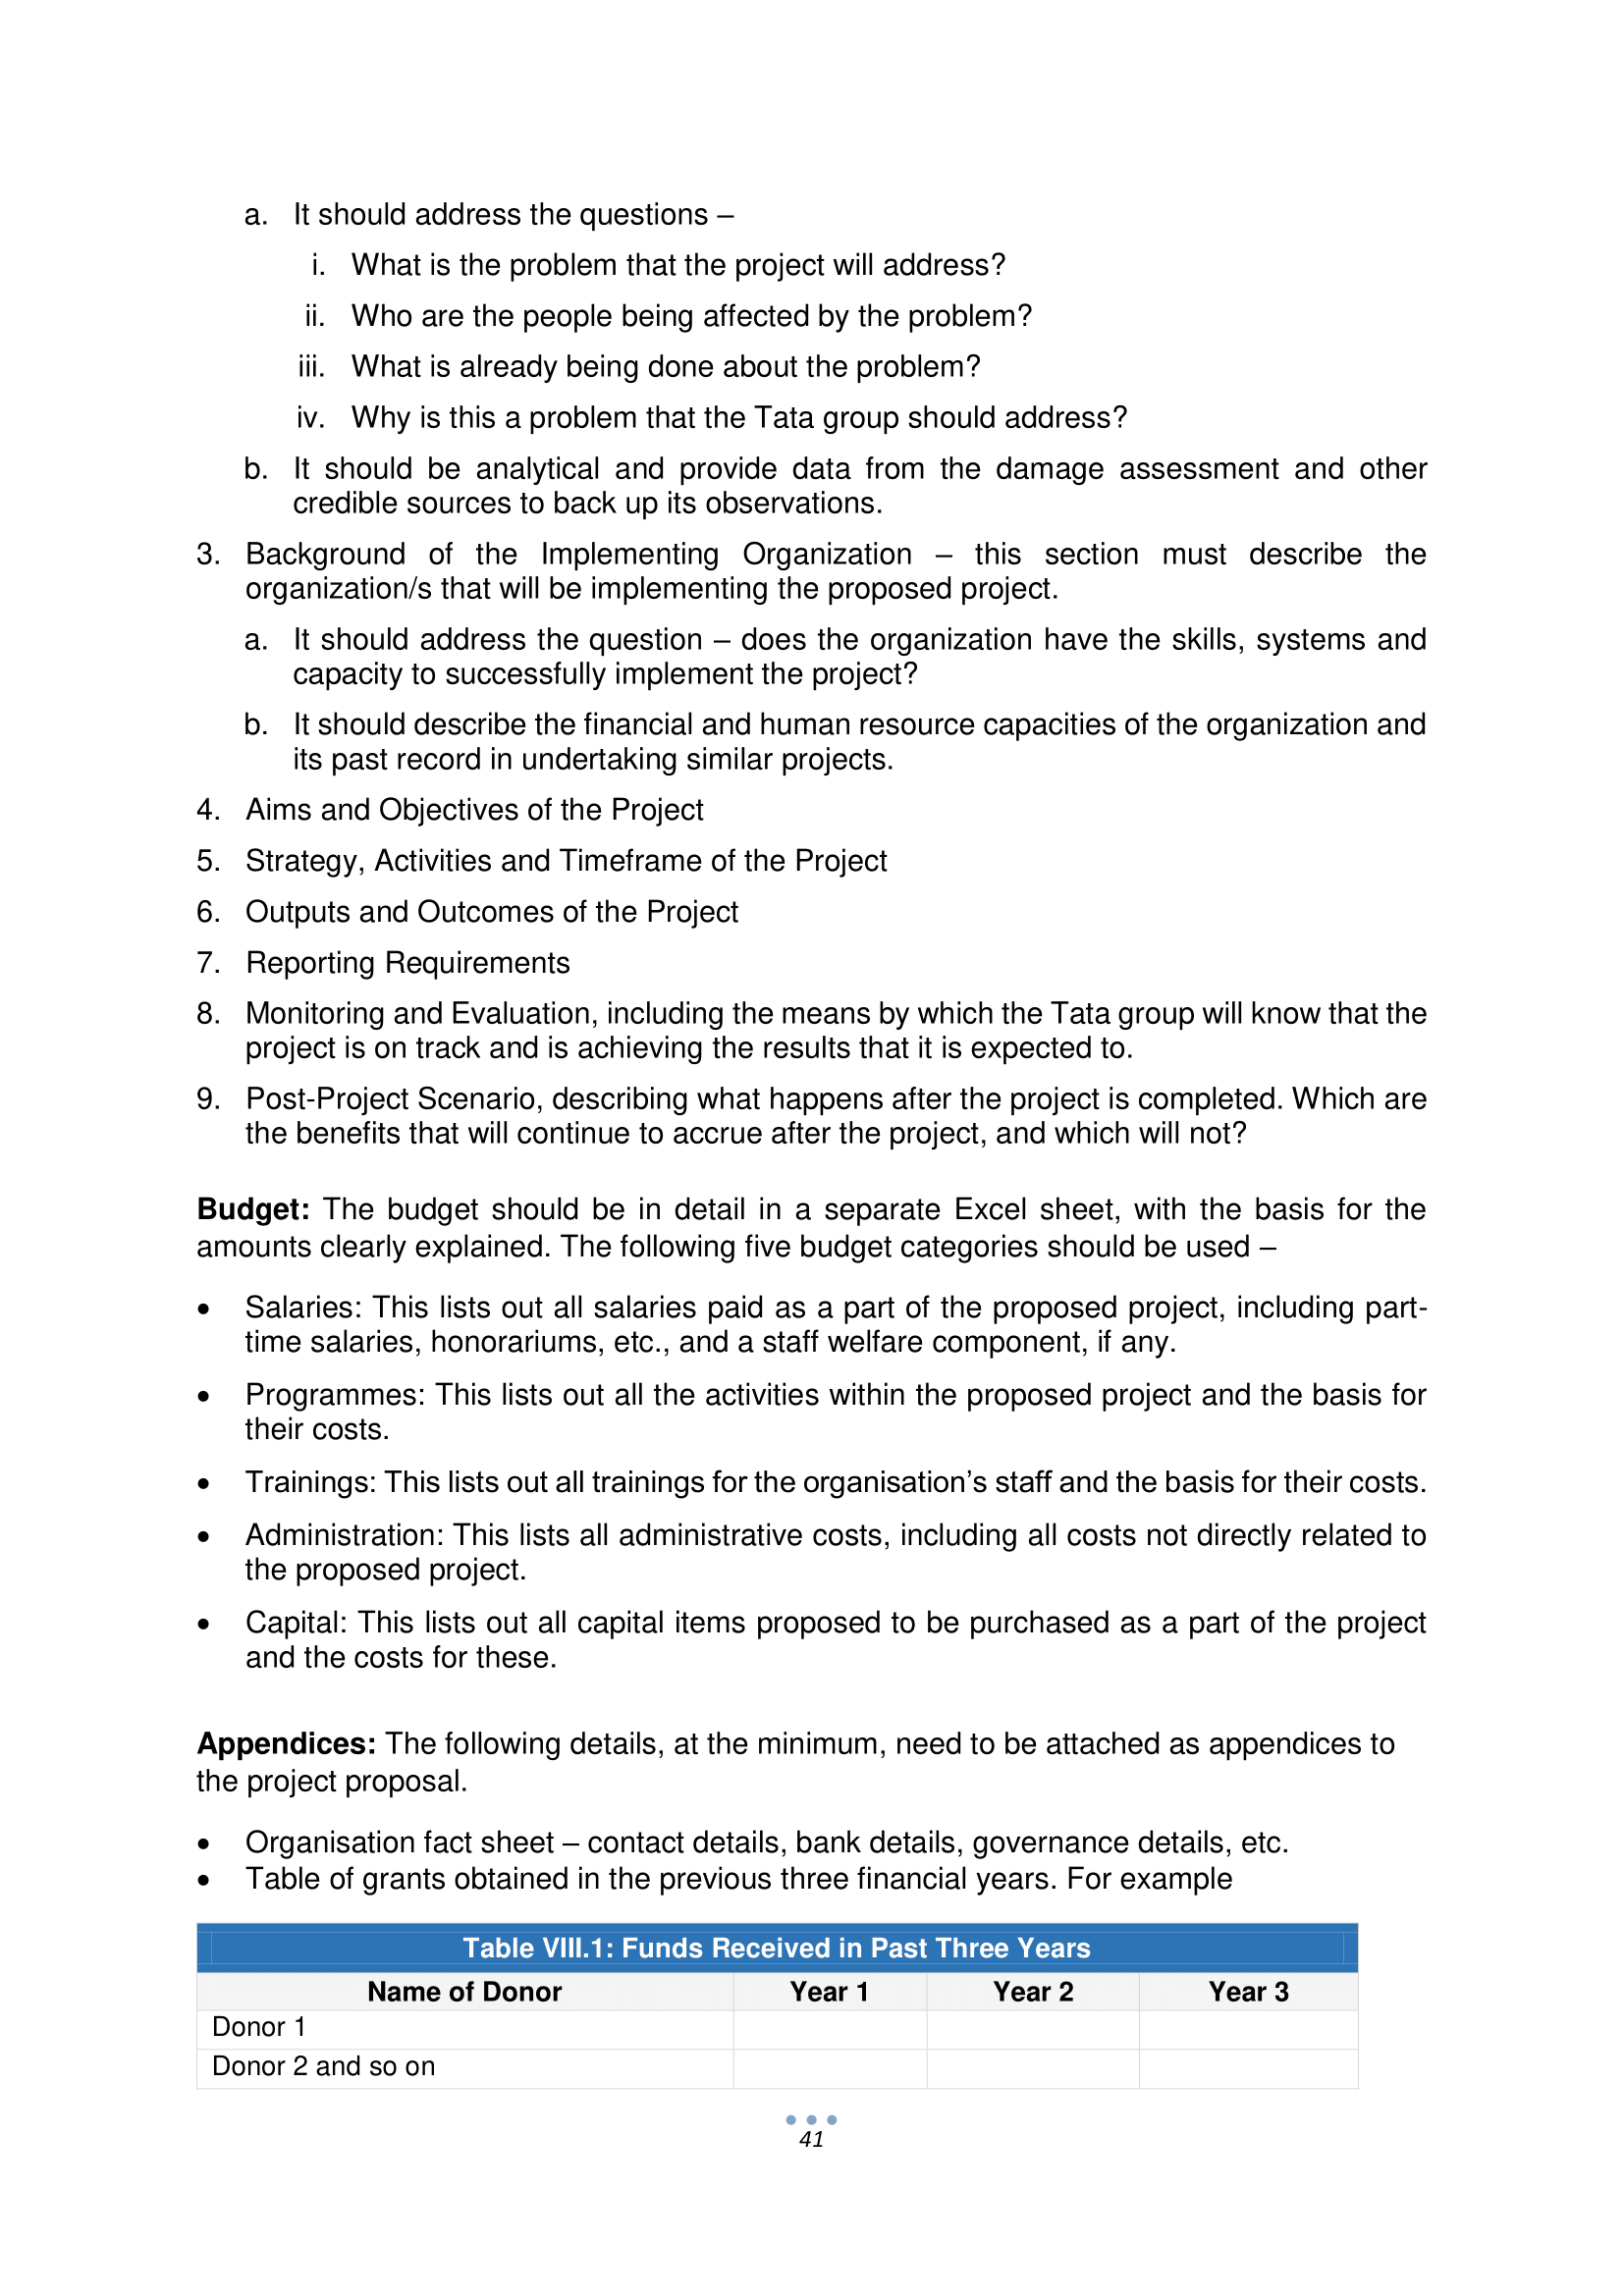 a. It should address the questions –
i. What is the problem that the project will address?
ii. Who are the people being affected by the problem?
iii. What is already being done about the problem?
iv. Why is this a problem that the Tata group should address?
b. It should be analytical and provide data from the damage assessment and other
credible sources to back up its observations.
3. Background of the Implementing Organization – this section must describe the
organization/s that will be implementing the proposed project.
a. It should address the question – does the organization have the skills, systems and
capacity to successfully implement the project?
b. It should describe the financial and human resource capacities of the organization and
its past record in undertaking similar projects.
4. Aims and Objectives of the Project
5. Strategy, Activities and Timeframe of the Project
6. Outputs and Outcomes of the Project
7. Reporting Requirements
8. Monitoring and Evaluation, including the means by which the Tata group will know that the
project is on track and is achieving the results that it is expected to.
9. Post-Project Scenario, describing what happens after the project is completed. Which are
the benefits that will continue to accrue after the project, and which will not?
Budget: The budget should be in detail in a separate Excel sheet, with the basis for the
amounts clearly explained. The following five budget categories should be used –
• Salaries: This lists out all salaries paid as a part of the proposed project, including part-
time salaries, honorariums, etc., and a staff welfare component, if any.
• Programmes: This lists out all the activities within the proposed project and the basis for
their costs.
• Trainings: This lists out all trainings for the organisation’s staff and the basis for their costs.
• Administration: This lists all administrative costs, including all costs not directly related to
the proposed project.
• Capital: This lists out all capital items proposed to be purchased as a part of the project
and the costs for these.
Appendices: The following details, at the minimum, need to be attached as appendices to
the project proposal.
• Organisation fact sheet – contact details, bank details, governance details, etc.
• Table of grants obtained in the previous three financial years. For example
Table VIII.1: Funds Received in Past Three Years
Name of Donor Year 1 Year 2 Year 3
Donor 1
Donor 2 and so on
41